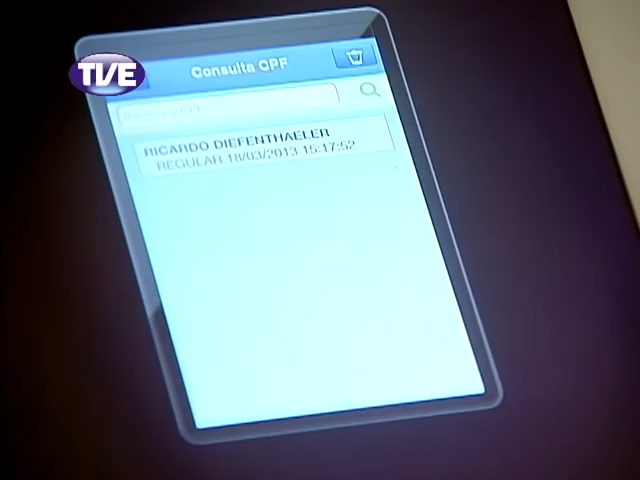 TVE
Consulta CPF
RICARDO DIEFENTHAELER
REGULAR 18/03/2013 15:17:52